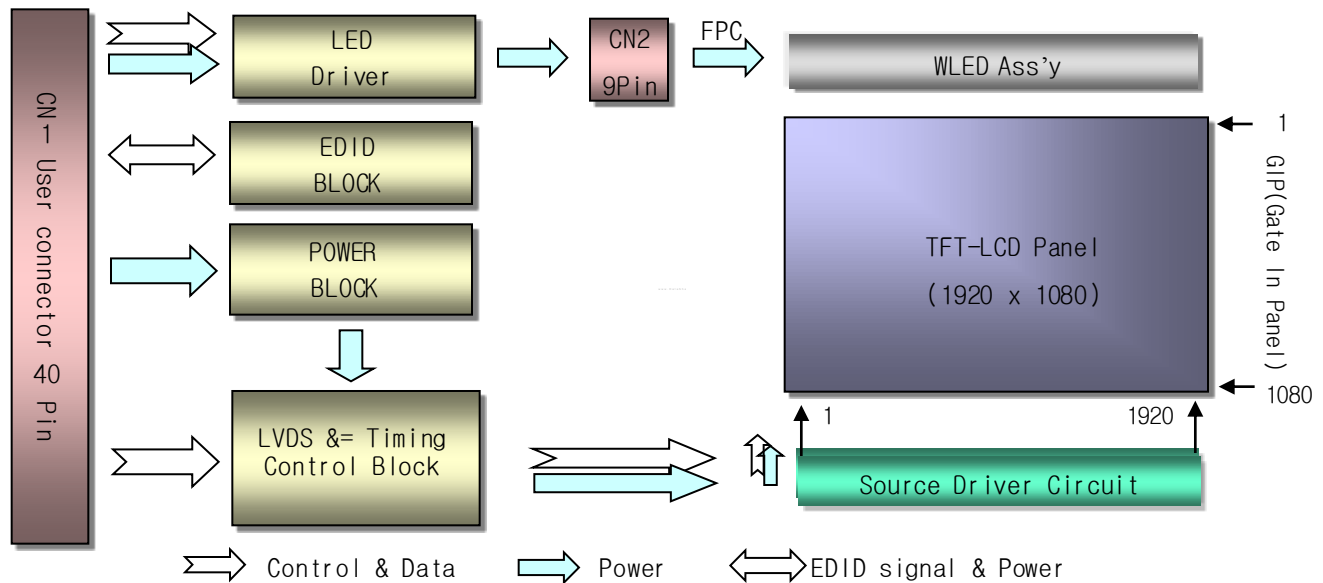 CN1- User connector 40 Pin
LED
Driver
CN2
9Pin
FPC
WLED Ass'y
EDID
BLOCK
POWER
BLOCK
TFT-LCD Panel
(1920 x 1080)
1
GIP(Gate In Panel)
1080
1
1920
LVDS &= Timing
Control Block
Source Driver Circuit
Control & Data
Power
EDID signal & Power